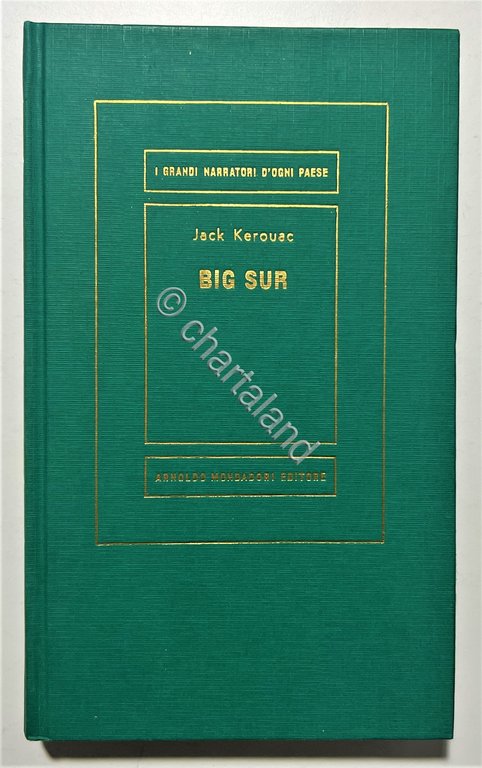 I GRANDI NARRATORI D'OGNI PAESE
Jack Kerouac
BIG SUR
© chartaland
ARNOLDO MONDADORI EDITORE